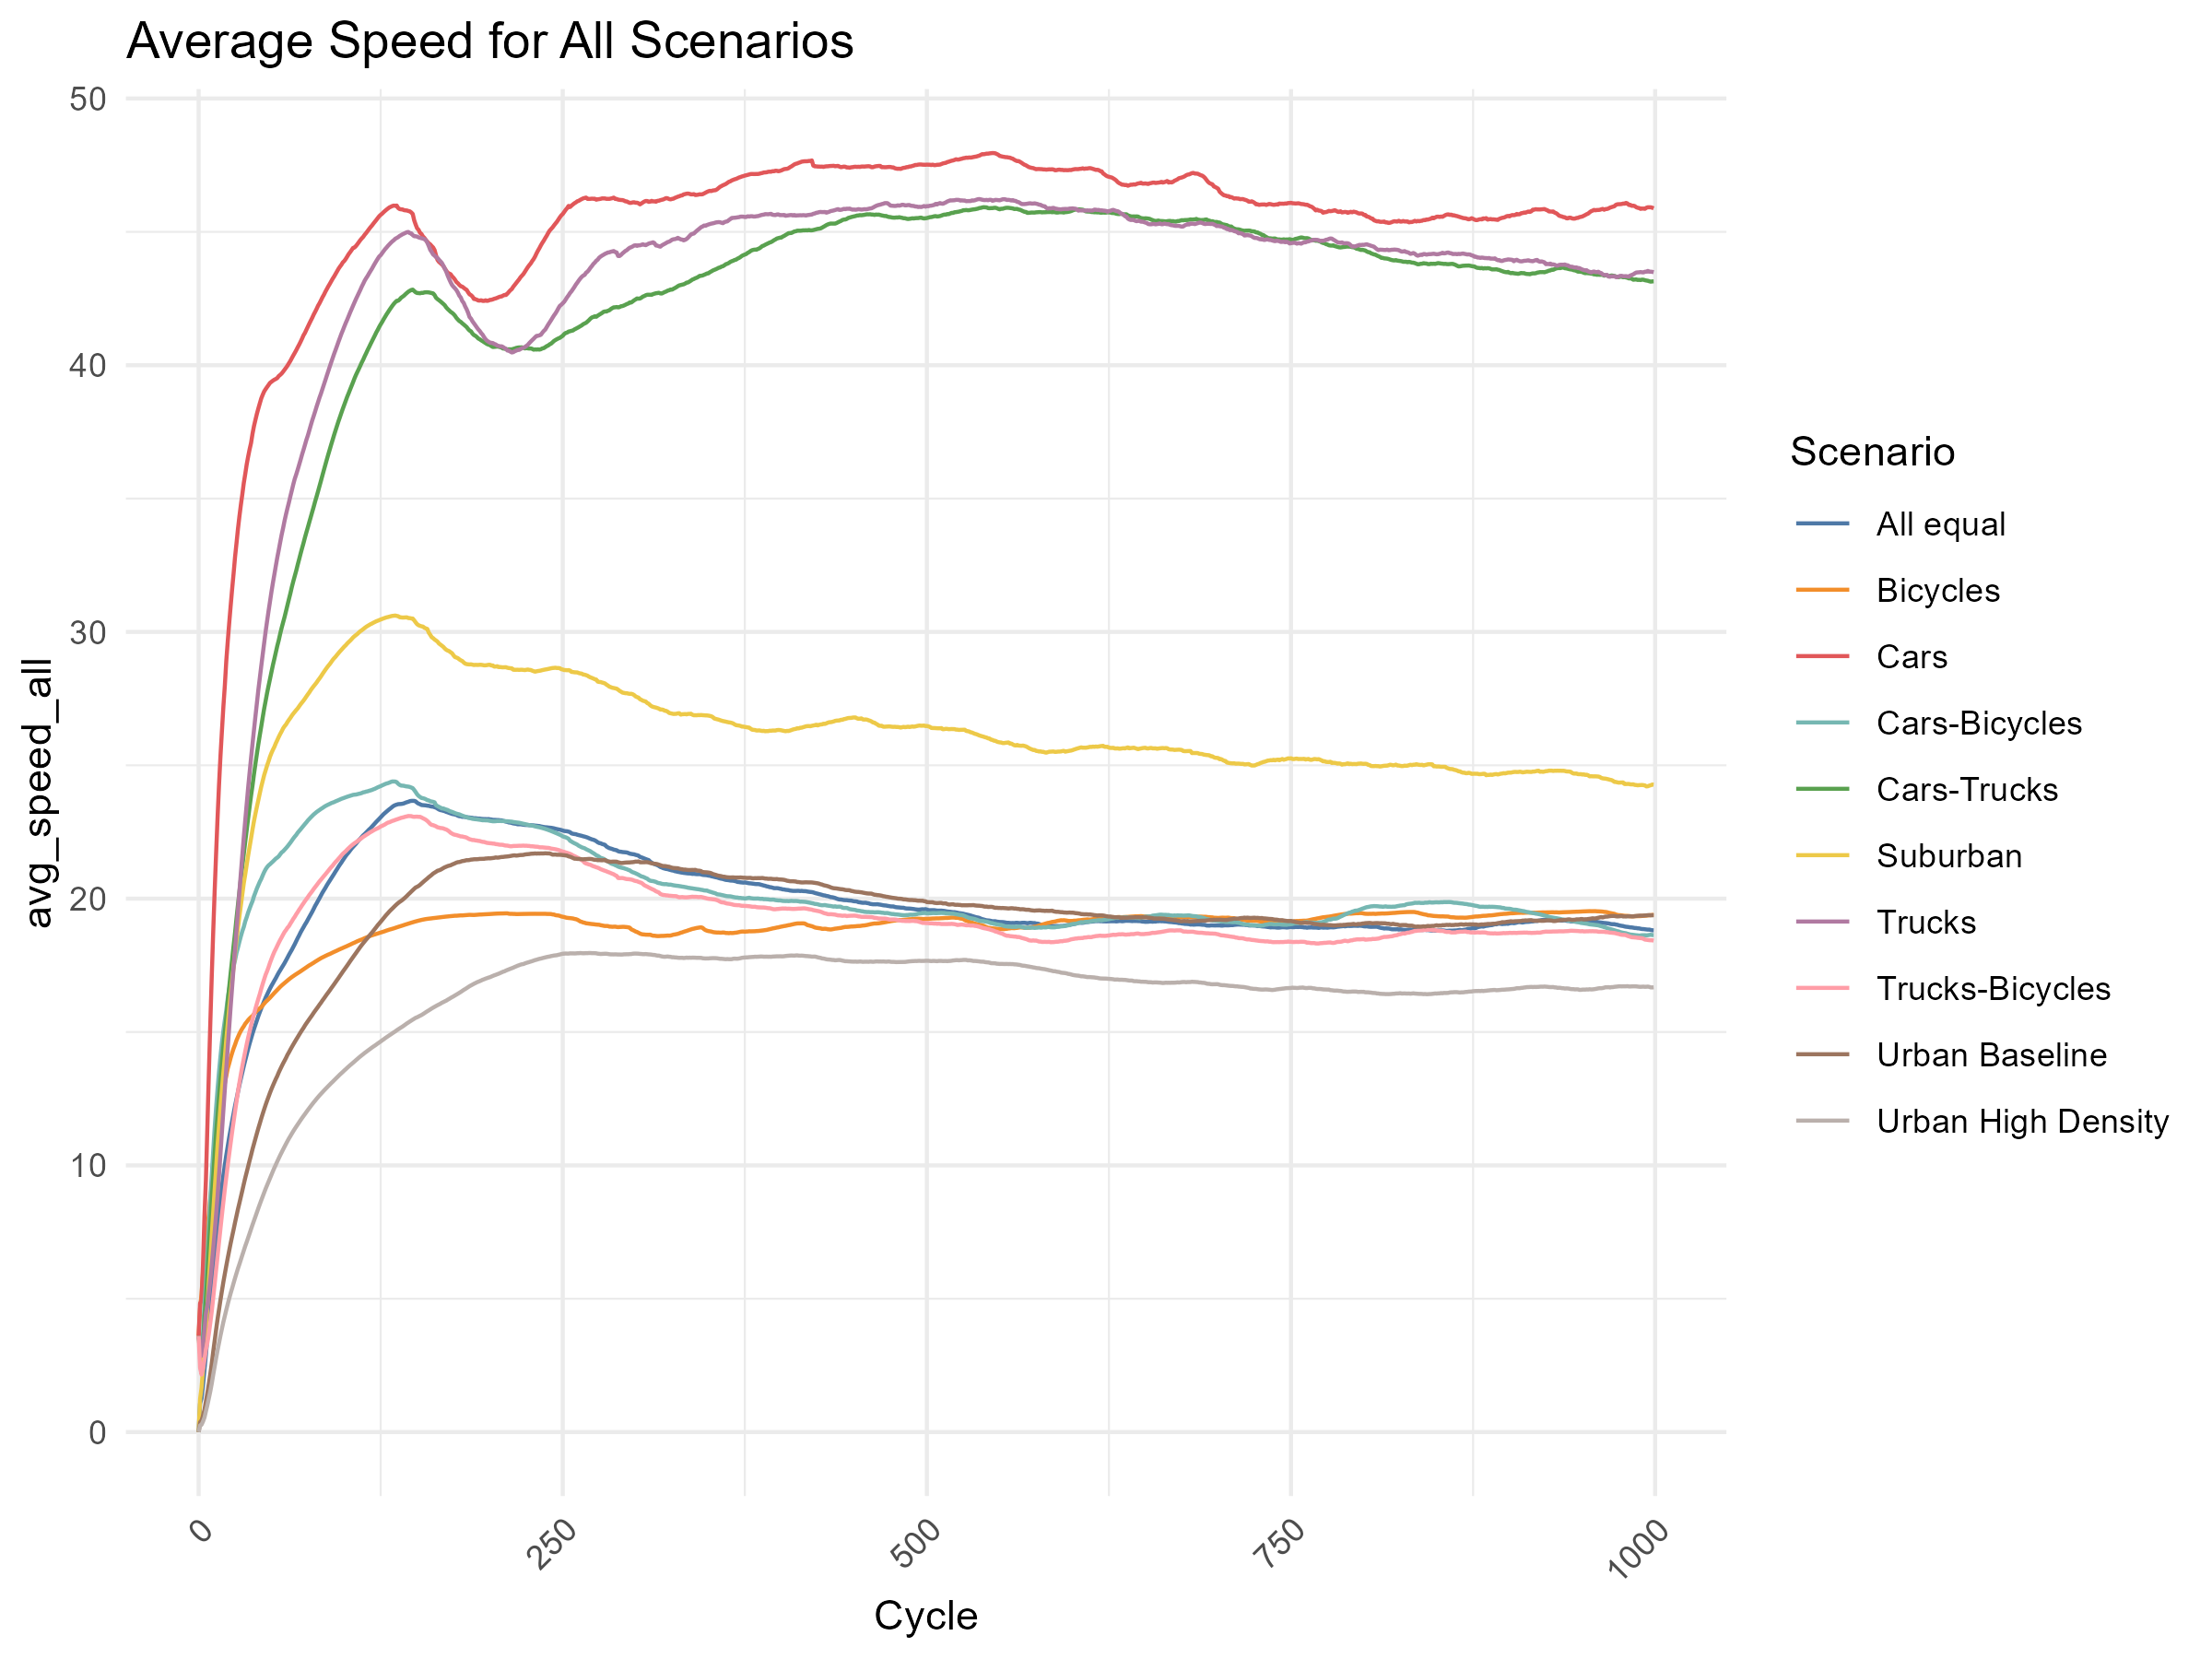 Average Speed for All Scenarios
50
40
30
20
10
0
avg_speed_all
0
250
500
750
1000
Cycle
Scenario
All equal
Bicycles
Cars
Cars-Bicycles
Cars-Trucks
Suburban
Trucks
Trucks-Bicycles
Urban Baseline
Urban High Density